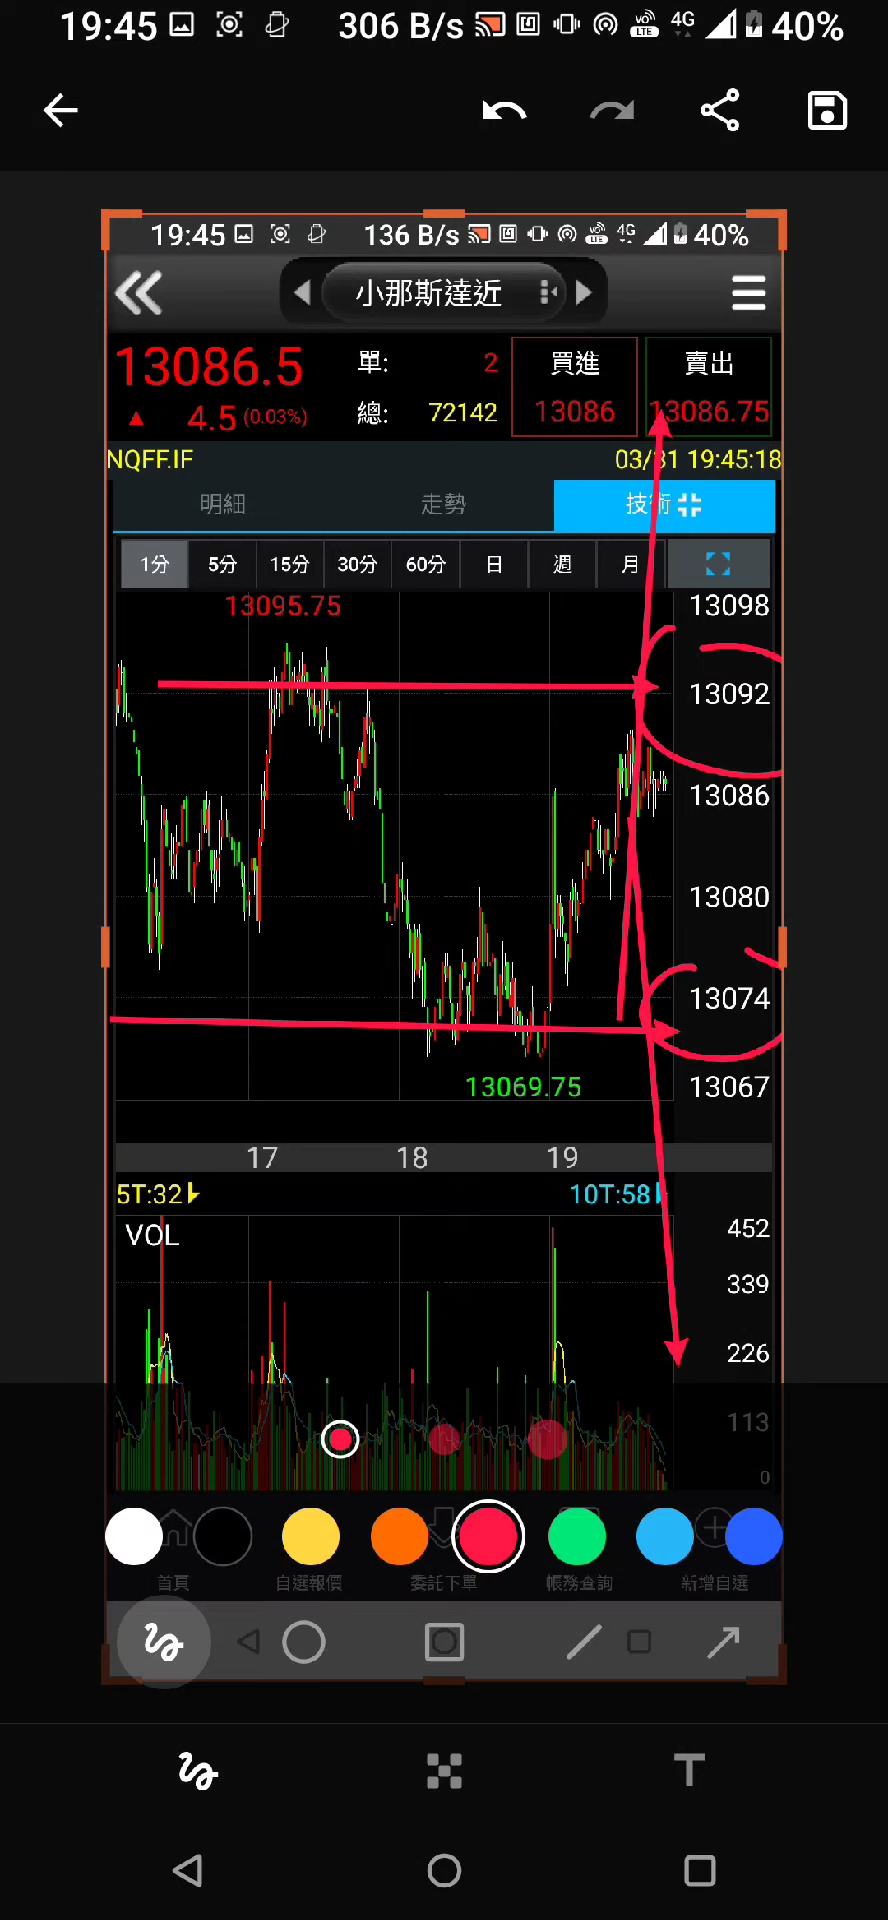 19:45 306 B/s VoLTE 4G 40%
19:45 136 B/s VoLTE 4G 40%
小那斯達近
13086.5 單: 2 買進 賣出
▲ 4.5 (0.03%) 總: 72142 13086 13086.75
NQFF.IF 03/31 19:45:18
明細 走勢 技術
1分 5分 15分 30分 60分 日 週 月
13095.75 13098
13092
13086
13080
13074
13069.75 13067
17 18 19
5T:32 10T:58
VOL 452
339
226
113
0
首頁 自選報價 委託下單 帳務查詢 新增自選
T